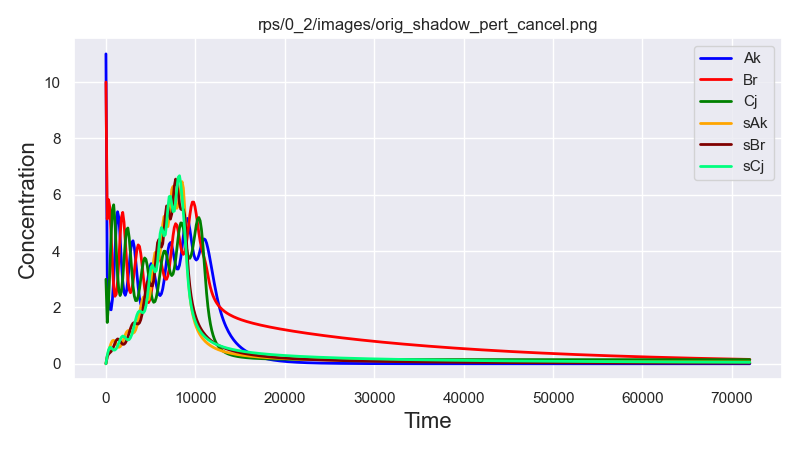 rps/0_2/images/orig_shadow_pert_cancel.png
Concentration
10
8
6
4
2
0
Ak
Br
Cj
sAk
sBr
sCj
0 10000 20000 30000 40000 50000 60000 70000
Time